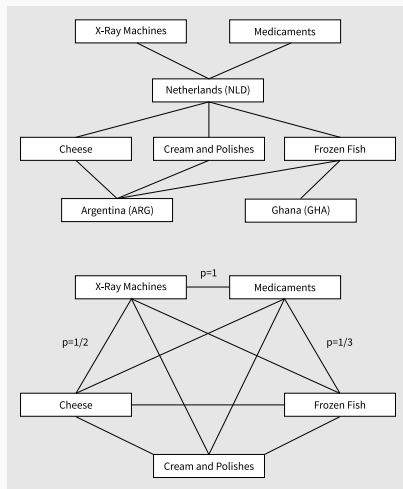 X-Ray Machines
Medicaments
Netherlands (NLD)
Cheese
Cream and Polishes
Frozen Fish
Argentina (ARG)
Ghana (GHA)
p=1
X-Ray Machines
Medicaments
p=1/2
p=1/3
Cheese
Frozen Fish
Cream and Polishes